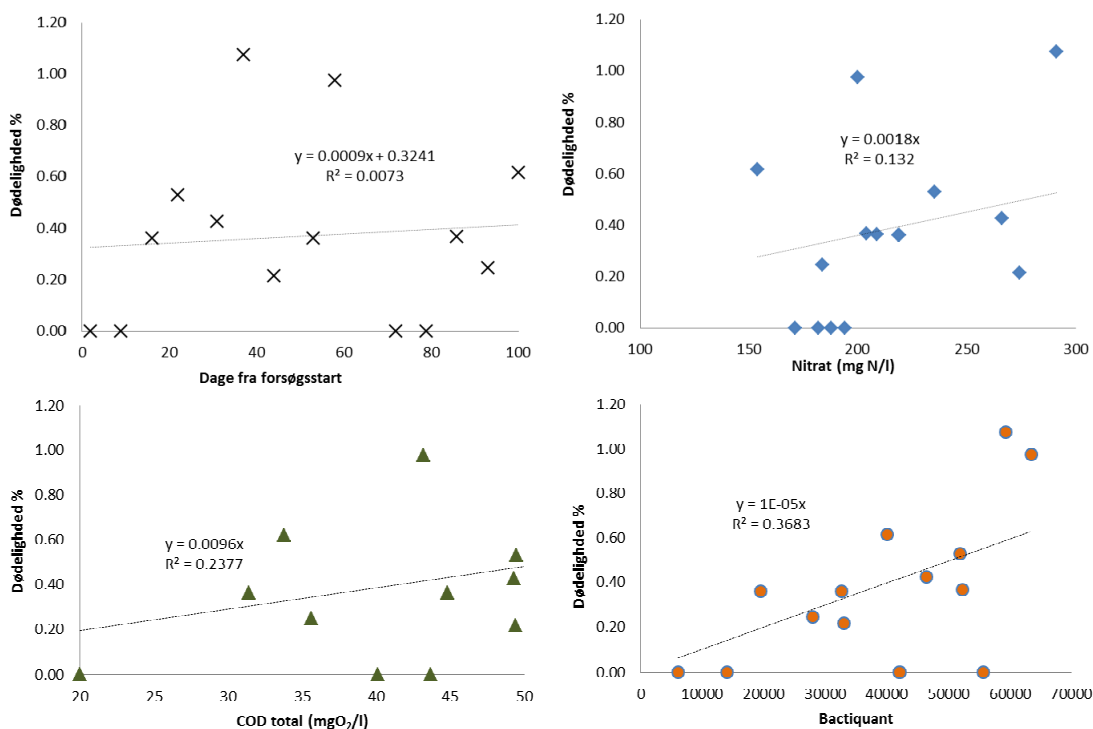 1.20
1.00
0.80
0.60
0.40
0.20
0.00
Dødelighded %
y = 0.0009x + 0.3241
R² = 0.0073
0 20 40 60 80 100
Dage fra forsøgsstart
1.20
1.00
0.80
0.60
0.40
0.20
0.00
Dødelighded %
y = 0.0018x
R² = 0.132
100 150 200 250 300
Nitrat (mg N/l)
1.20
1.00
0.80
0.60
0.40
0.20
0.00
Dødelighded %
y = 0.0096x
R² = 0.2377
20 25 30 35 40 45 50
COD total (mgO₂/l)
1.20
1.00
0.80
0.60
0.40
0.20
0.00
Dødelighded %
y = 1E-05x
R² = 0.3683
0 10000 20000 30000 40000 50000 60000 70000
Bactiquant